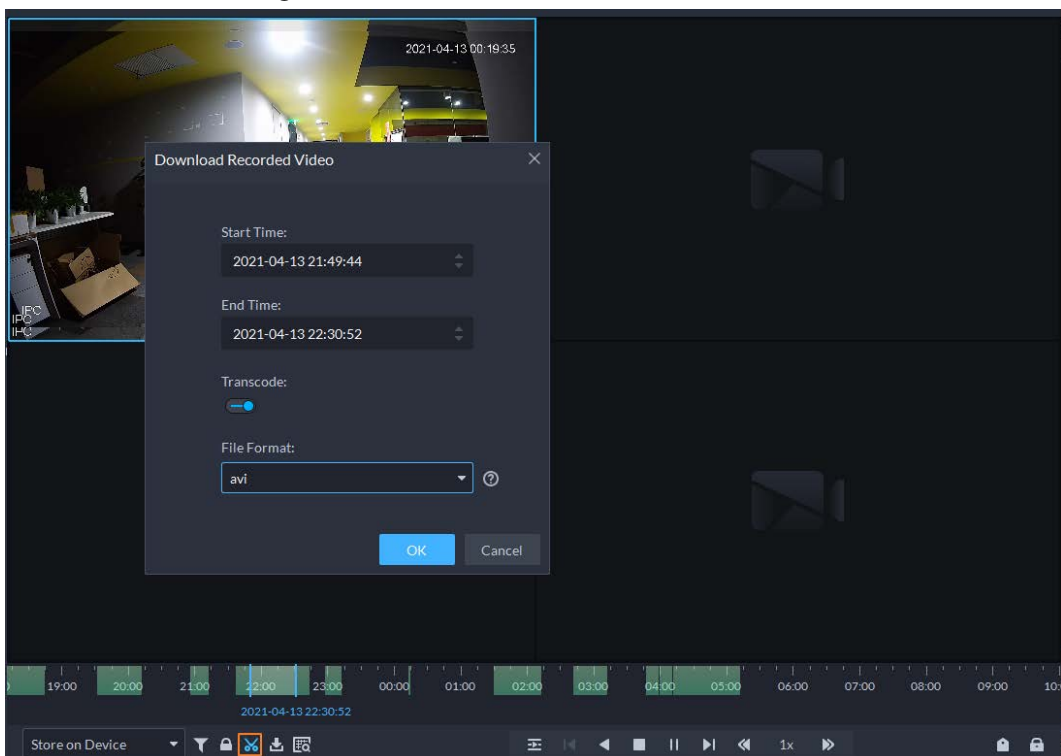 2021-04-13 00:19:35
Download Recorded Video
Start Time:
2021-04-13 21:49:44
End Time:
2021-04-13 22:30:52
IPC
IPC
Transcode:
File Format:
avi
OK Cancel
19:00 20:00 21:00 22:00 23:00 00:00 01:00 02:00 03:00 04:00 05:00 06:00 07:00 08:00 09:00 10:
2021-04-13 22:30:52
Store on Device 1x